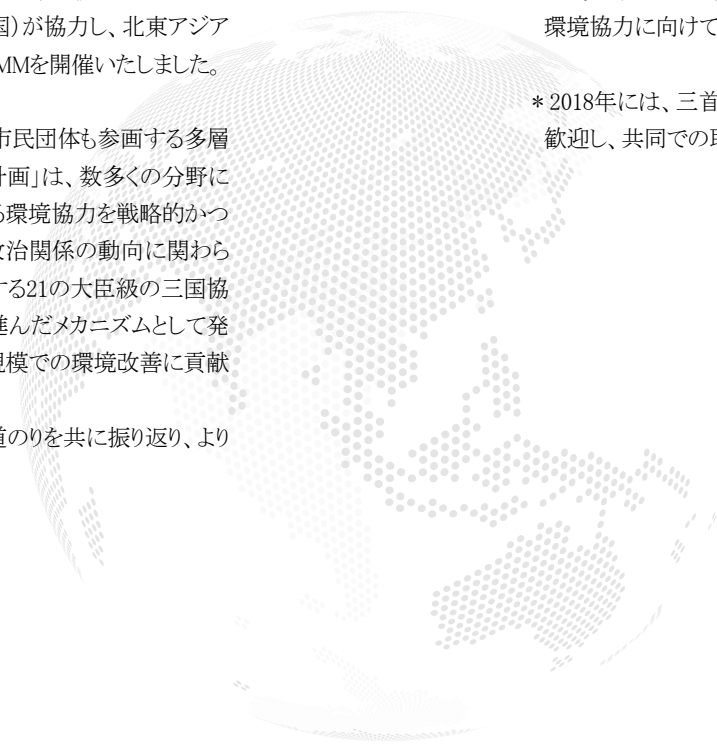 国）が協力し、北東アジア
MMを開催いたしました。
市民団体も参画する多層
計画」は、数多くの分野に
る環境協力を戦略的かつ
政治関係の動向に関わら
する21の大臣級の三国協
進んだメカニズムとして発
規模での環境改善に貢献
道のりを共に振り返り、より
環境協力に向けて
＊2018年には、三首
歓迎し、共同での